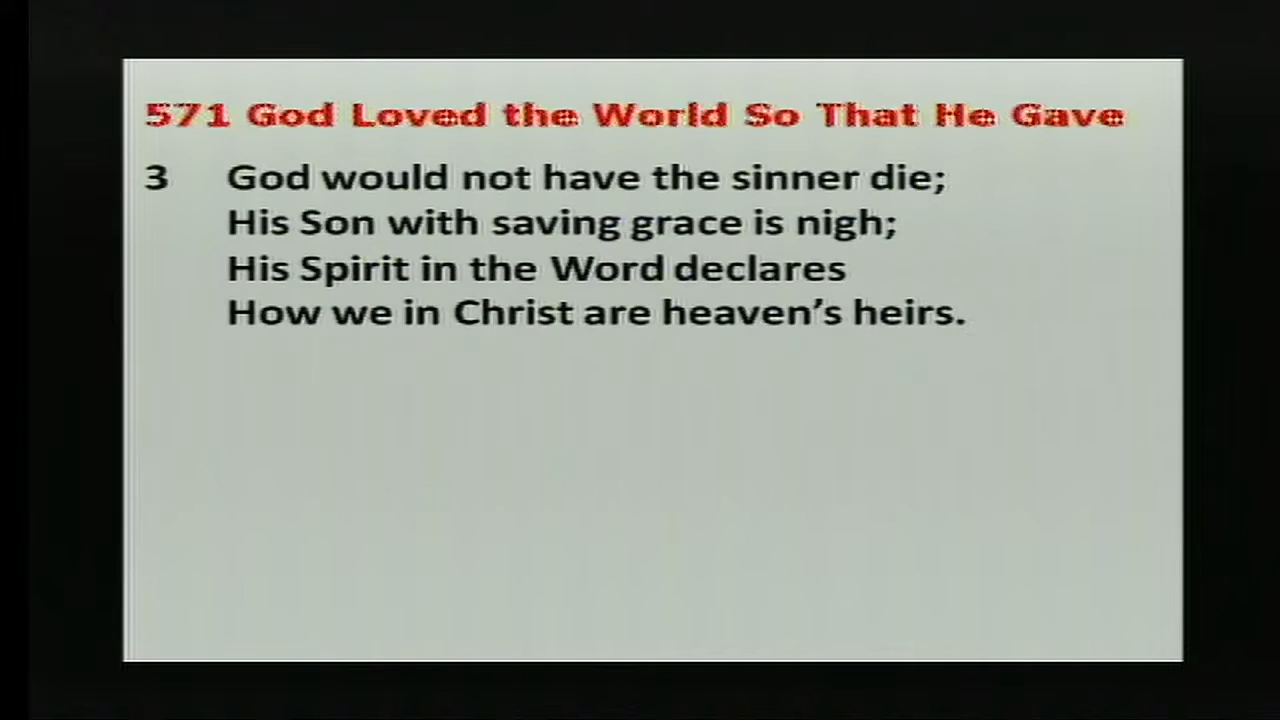 571 God Loved the World So That He Gave
3 God would not have the sinner die;
His Son with saving grace is nigh;
His Spirit in the Word declares
How we in Christ are heaven’s heirs.